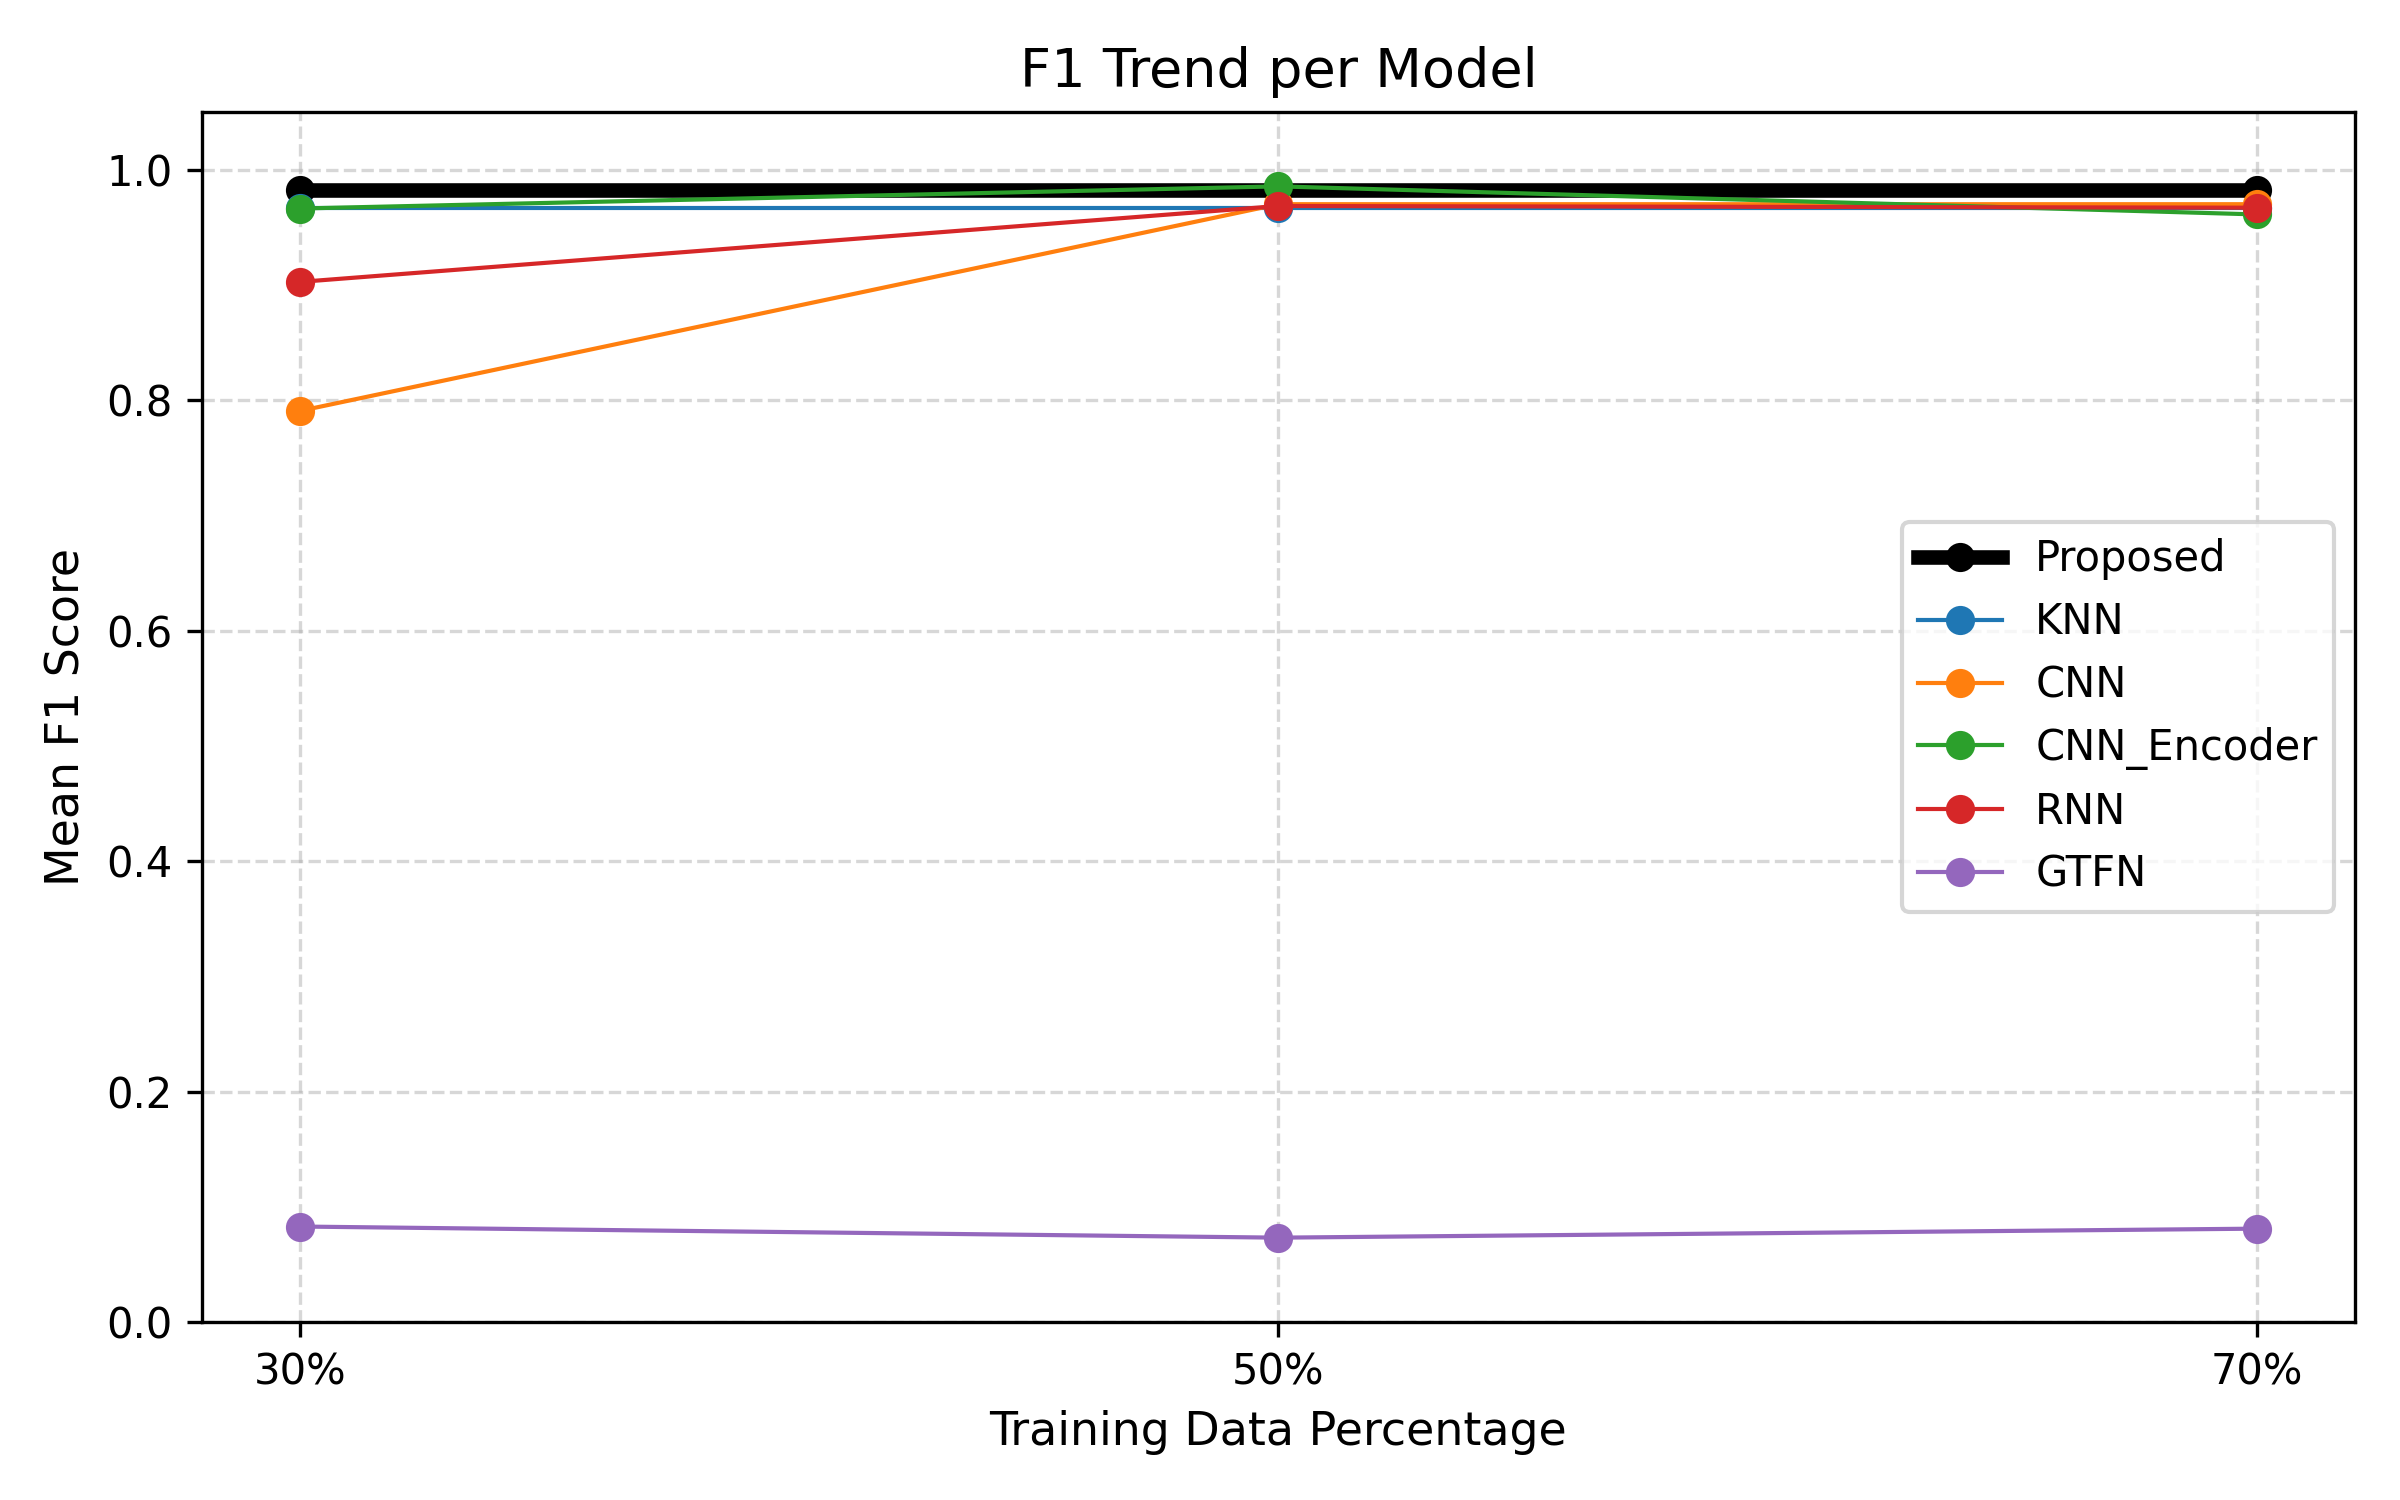 F1 Trend per Model
1.0
0.8
0.6
0.4
0.2
0.0
Mean F1 Score
Proposed
KNN
CNN
CNN_Encoder
RNN
GTFN
30%
50%
70%
Training Data Percentage